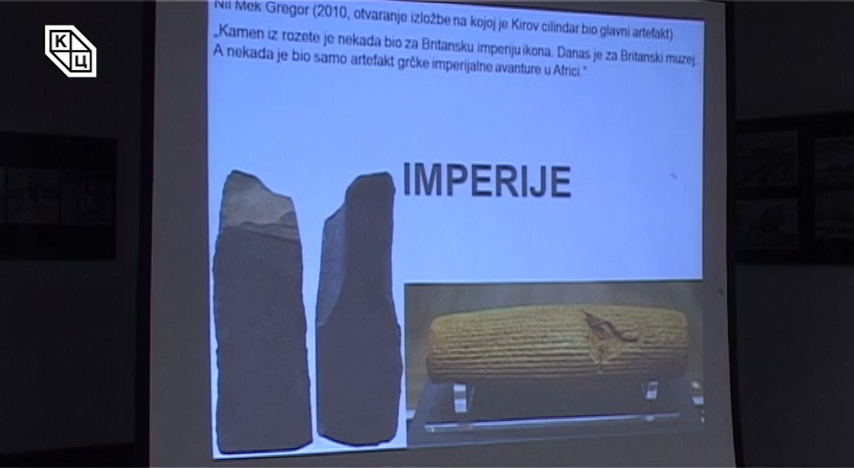 КЦ
Nil Mek Gregor (2010, otvaranje izložbe na kojoj je Kirov cilindar bio glavni artefakt)
„Kamen iz rozete je nekada bio za Britansku imperiju ikona. Danas je za Britanski muzej.
A nekada je bio samo artefakt grčke imperijalne avanture u Africi."
IMPERIJE